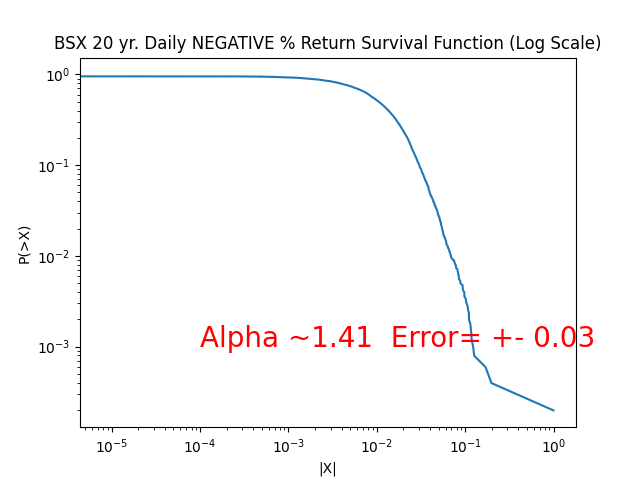 BSX 20 yr. Daily NEGATIVE % Return Survival Function (Log Scale)
10⁰
10⁻¹
P(>X)
10⁻²
Alpha ~1.41  Error= +- 0.03
10⁻³
10⁻⁵ 10⁻⁴ 10⁻³ 10⁻² 10⁻¹ 10⁰
|X|